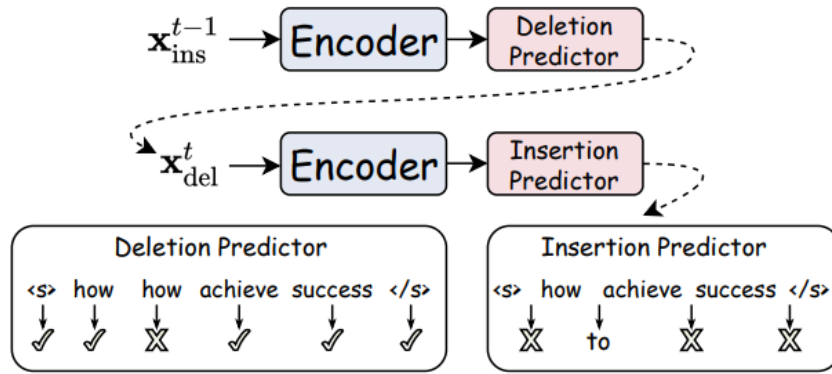 x_ins^{t−1} Encoder Deletion Predictor
x_del^t Encoder Insertion Predictor
Deletion Predictor
<s> how how achieve success </s>
✓ ✓ X ✓ ✓ ✓
Insertion Predictor
<s> how achieve success </s>
X to X X